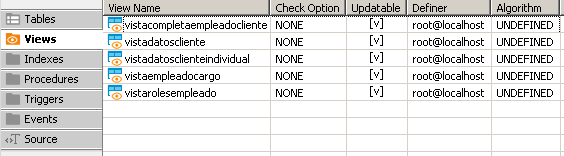 Tables
Views
Indexes
Procedures
Triggers
Events
Source
View Name Check Option Updatable Definer Algorithm
vistacompletaempleadocliente NONE [v] root@localhost UNDEFINED
vistadatoscliente NONE [v] root@localhost UNDEFINED
vistadatosclienteindividual NONE [v] root@localhost UNDEFINED
vistaempleadocargo NONE [v] root@localhost UNDEFINED
vistarolesempleado NONE [v] root@localhost UNDEFINED